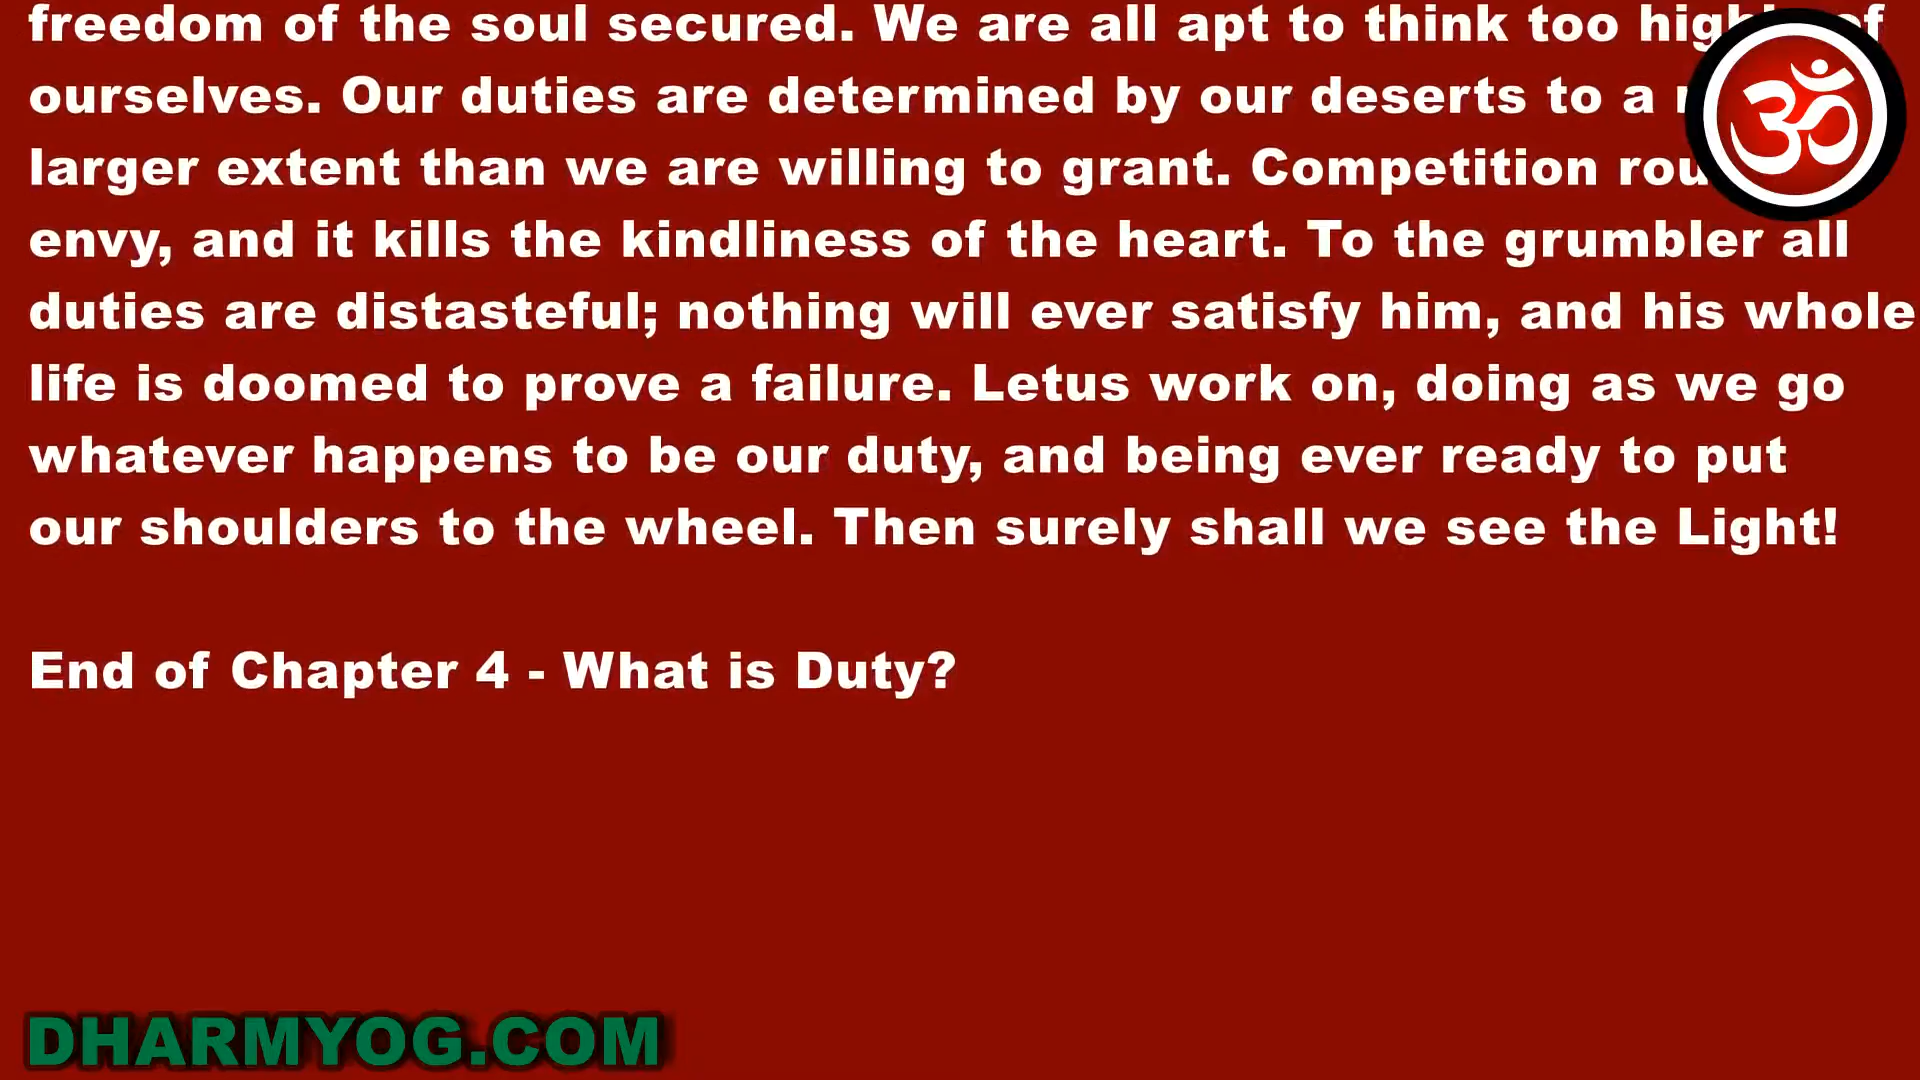 freedom of the soul secured. We are all apt to think too of
ourselves. Our duties are determined by our deserts to a
larger extent than we are willing to grant. Competition
envy, and it kills the kindliness of the heart. To the grumbler all
duties are distasteful; nothing will ever satisfy him, and his whole
life is doomed to prove a failure. Letus work on, doing as we go
whatever happens to be our duty, and being ever ready to put
our shoulders to the wheel. Then surely shall we see the Light!
End of Chapter 4 - What is Duty?
ॐ
DHARMYOG.COM